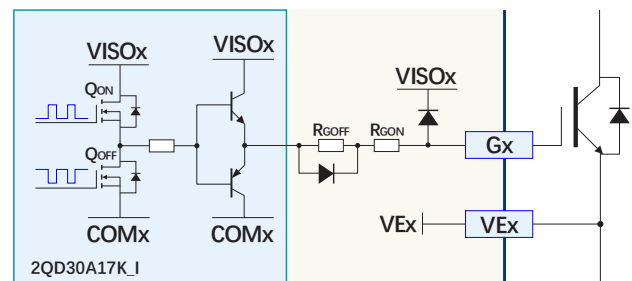 VISOx VISOx
QON
QOFF
COMx COMx
2QD30A17K_I
VISOx
RGOFF RGON
Gx
VEx VEx